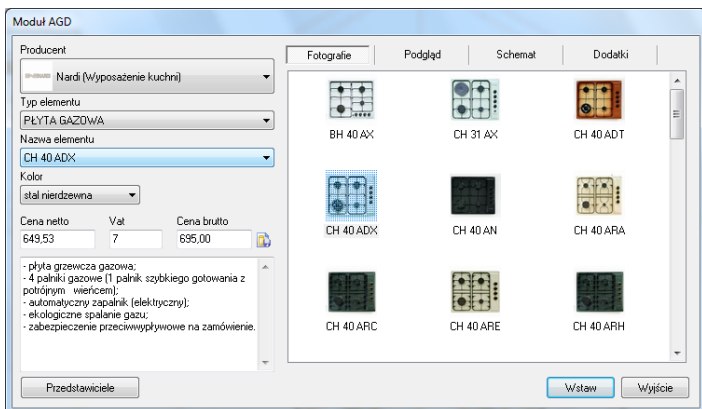 Moduł AGD
Producent
Nardi (Wyposażenie kuchni)
Typ elementu
PŁYTA GAZOWA
Nazwa elementu
CH 40 ADX
Kolor
stal nierdzewna
Cena netto Vat Cena brutto
649,53 7 695,00
- płyta grzewcza gazowa;
- 4 palniki gazowe (1 palnik szybkiego gotowania z
potrójnym wieńcem);
- automatyczny zapalnik (elektryczny);
- ekologiczne spalanie gazu;
- zabezpieczenie przeciwwypływowe na zamówienie.
Przedstawiciele
Fotografie Podgląd Schemat Dodatki
BH 40 AX CH 31 AX CH 40 ADT
CH 40 ADX CH 40 AN CH 40 ARA
CH 40 ARC CH 40 ARE CH 40 ARH
Wstaw Wyjście